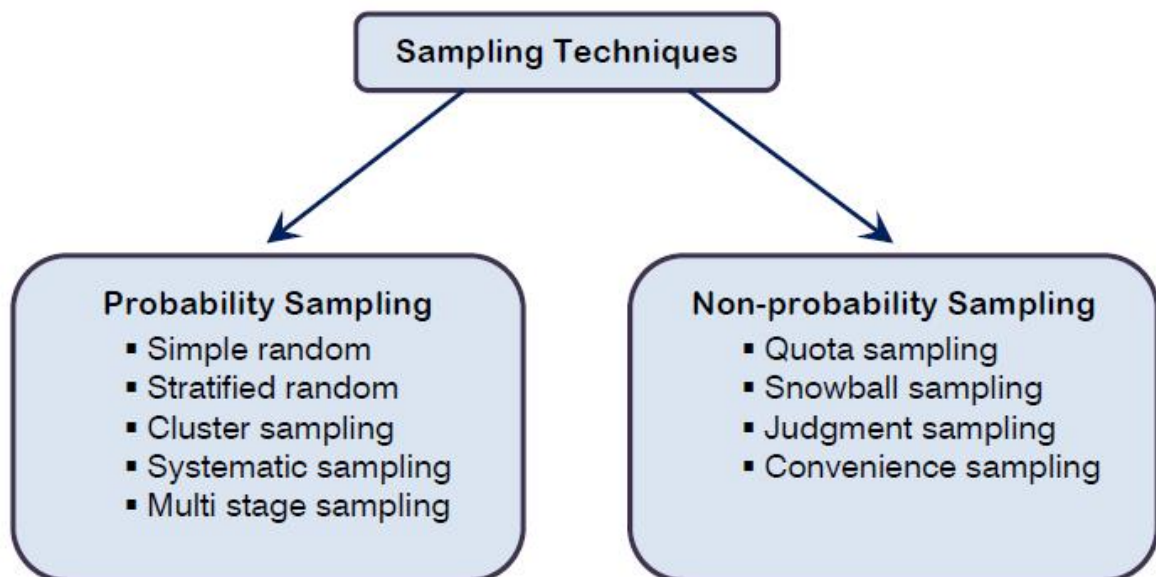 Sampling Techniques
Probability Sampling
▪ Simple random
▪ Stratified random
▪ Cluster sampling
▪ Systematic sampling
▪ Multi stage sampling
Non-probability Sampling
▪ Quota sampling
▪ Snowball sampling
▪ Judgment sampling
▪ Convenience sampling